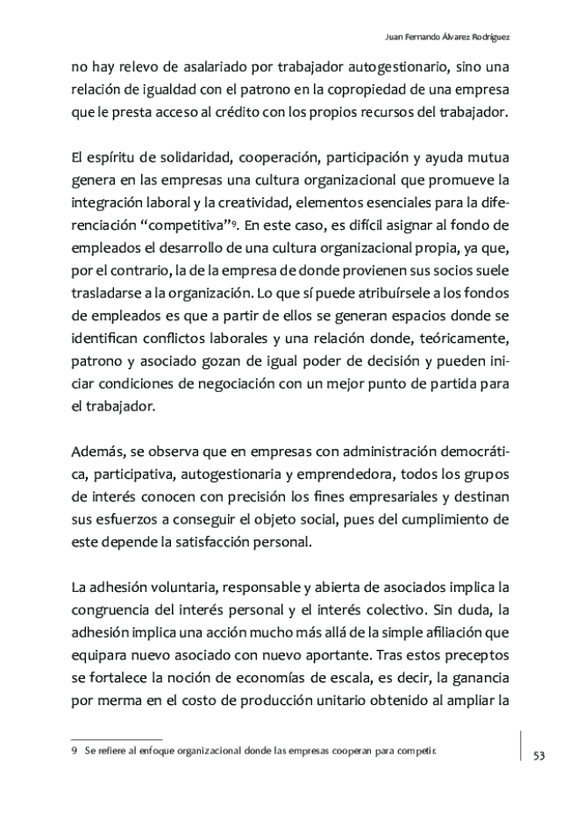 Juan Fernando Álvarez Rodríguez
no hay relevo de asalariado por trabajador autogestionario, sino una
relación de igualdad con el patrono en la copropiedad de una empresa
que le presta acceso al crédito con los propios recursos del trabajador.
El espíritu de solidaridad, cooperación, participación y ayuda mutua
genera en las empresas una cultura organizacional que promueve la
integración laboral y la creatividad, elementos esenciales para la dife-
renciación “competitiva”⁹. En este caso, es difícil asignar al fondo de
empleados el desarrollo de una cultura organizacional propia, ya que,
por el contrario, la de la empresa de donde provienen sus socios suele
trasladarse a la organización. Lo que sí puede atribuírsele a los fondos
de empleados es que a partir de ellos se generan espacios donde se
identifican conflictos laborales y una relación donde, teóricamente,
patrono y asociado gozan de igual poder de decisión y pueden ini-
ciar condiciones de negociación con un mejor punto de partida para
el trabajador.
Además, se observa que en empresas con administración democráti-
ca, participativa, autogestionaria y emprendedora, todos los grupos
de interés conocen con precisión los fines empresariales y destinan
sus esfuerzos a conseguir el objeto social, pues del cumplimiento de
este depende la satisfacción personal.
La adhesión voluntaria, responsable y abierta de asociados implica la
congruencia del interés personal y el interés colectivo. Sin duda, la
adhesión implica una acción mucho más allá de la simple afiliación que
equipara nuevo asociado con nuevo aportante. Tras estos preceptos
se fortalece la noción de economías de escala, es decir, la ganancia
por merma en el costo de producción unitario obtenido al ampliar la
9 Se refiere al enfoque organizacional donde las empresas cooperan para competir.
53